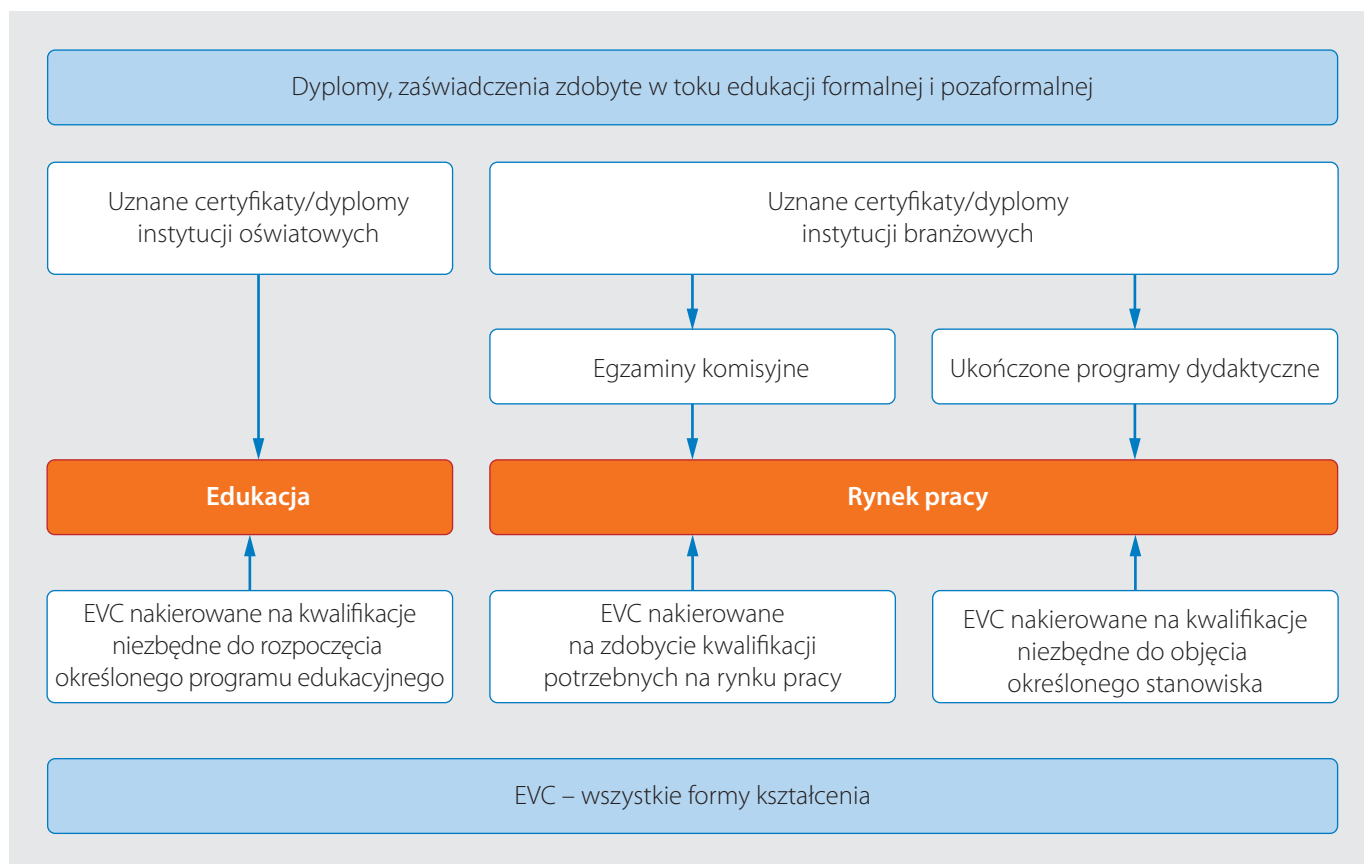 Dyplomy, zaświadczenia zdobyte w toku edukacji formalnej i pozaformalnej
Uznane certyfikaty/dyplomy
instytucji oświatowych
Uznane certyfikaty/dyplomy
instytucji branżowych
Egzaminy komisyjne
Ukończone programy dydaktyczne
Edukacja
Rynek pracy
EVC nakierowane na kwalifikacje
niezbędne do rozpoczęcia
określonego programu edukacyjnego
EVC nakierowane
na zdobycie kwalifikacji
potrzebnych na rynku pracy
EVC nakierowane na kwalifikacje
niezbędne do objęcia
określonego stanowiska
EVC – wszystkie formy kształcenia